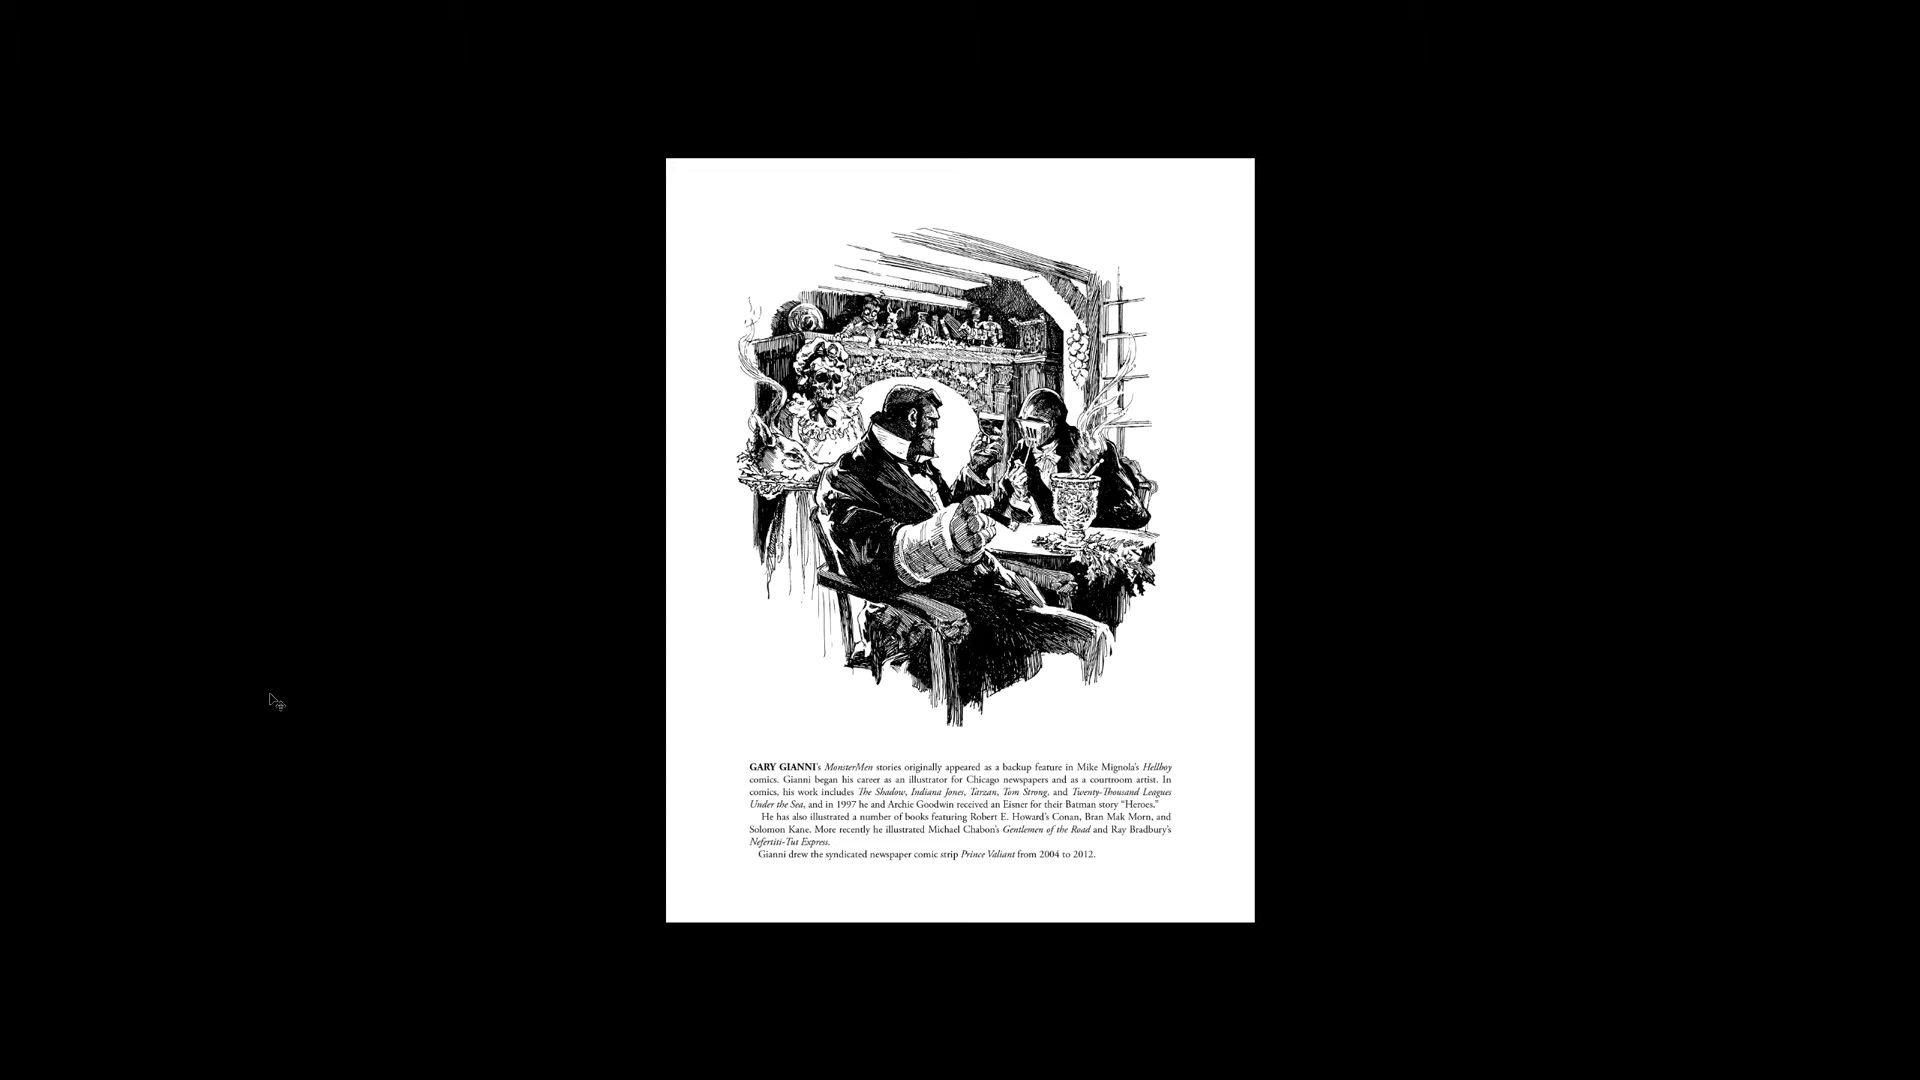 GARY GIANNI's MonsterMen stories originally appeared as a backup feature in Mike Mignola's Hellboy
comics. Gianni began his career as an illustrator for Chicago newspapers and as a courtroom artist. In
comics, his work includes The Shadow, Indiana Jones, Tarzan, Tom Strong, and Twenty-Thousand Leagues
Under the Sea, and in 1997 he and Archie Goodwin received an Eisner for their Batman story “Heroes.”
He has also illustrated a number of books featuring Robert E. Howard's Conan, Bran Mak Morn, and
Solomon Kane. More recently he illustrated Michael Chabon's Gentlemen of the Road and Ray Bradbury's
Nefertiti-Tut Express.
Gianni drew the syndicated newspaper comic strip Prince Valiant from 2004 to 2012.